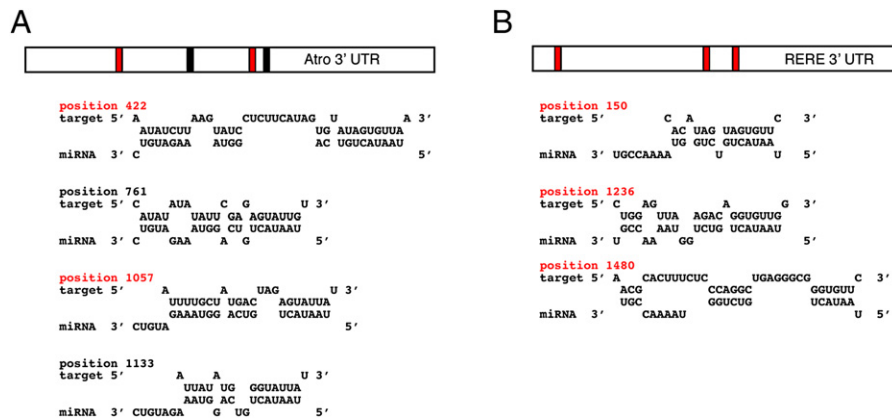 A
Atro 3' UTR
position 422
target 5' A AAG CUCUUCAUAG U A 3'
AUAUCUU UAUC UG AUAGUGUUA
UGUAGAA AUGG AC UGUCAUAAU
miRNA 3' C 5'
position 761
target 5' C AUA C G U 3'
AUAU UAUU GA AGUAUUG
UGUA AUGG CU UCAUAAU
miRNA 3' C GAA A G 5'
position 1057
target 5' A A UAG U 3'
UUUUGCU UGAC AGUAUUA
GAAAUGG ACUG UCAUAAU
miRNA 3' CUGUA 5'
position 1133
target 5' A A A U 3'
UUAU UG GGUAUUA
AUGG AC UCAUAAU
miRNA 3' CUGUAGA G UG 5'
B
RERE 3' UTR
position 150
target 5' C A C 3'
AC UAG UAGUGUU
UG GUC GUCAUAA
miRNA 3' UGCCAAAA U U 5'
position 1236
target 5' C AG A G 3'
UGG UUA AGAC GGUGUUG
GCC AAU UCUG UCAUAAU
miRNA 3' U AA GG 5'
position 1480
target 5' A CACUUUCUC UGAGGGCG C 3'
ACG CCAGGC GGUGUU
UGC GGUCUG UCAUAA
miRNA 3' CAAAAU U 5'